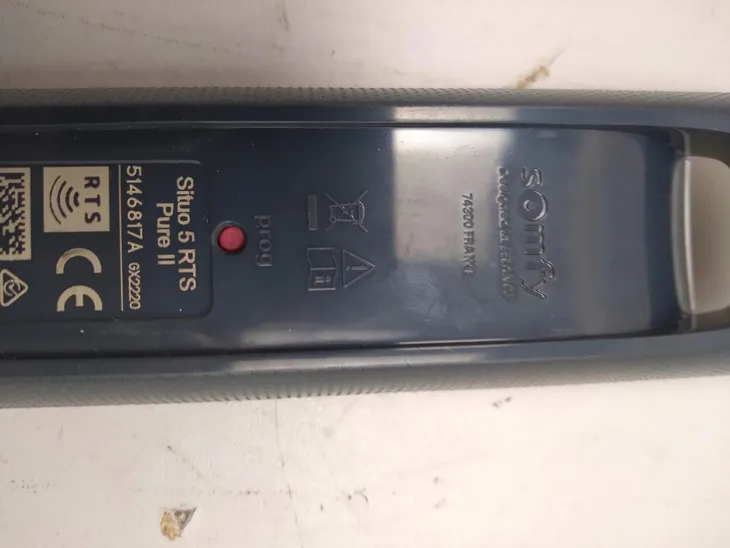 somfy
74300 FRANCE
prog
Situo 5 RTS
Pure II
5146817A GX2220
RTS
CE